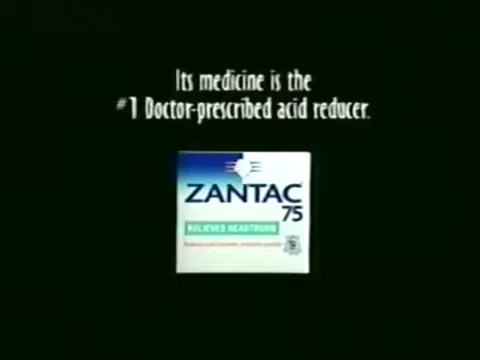 Its medicine is the
#1 Doctor-prescribed acid reducer.
ZANTAC
75
RELIEVES HEARTBURN